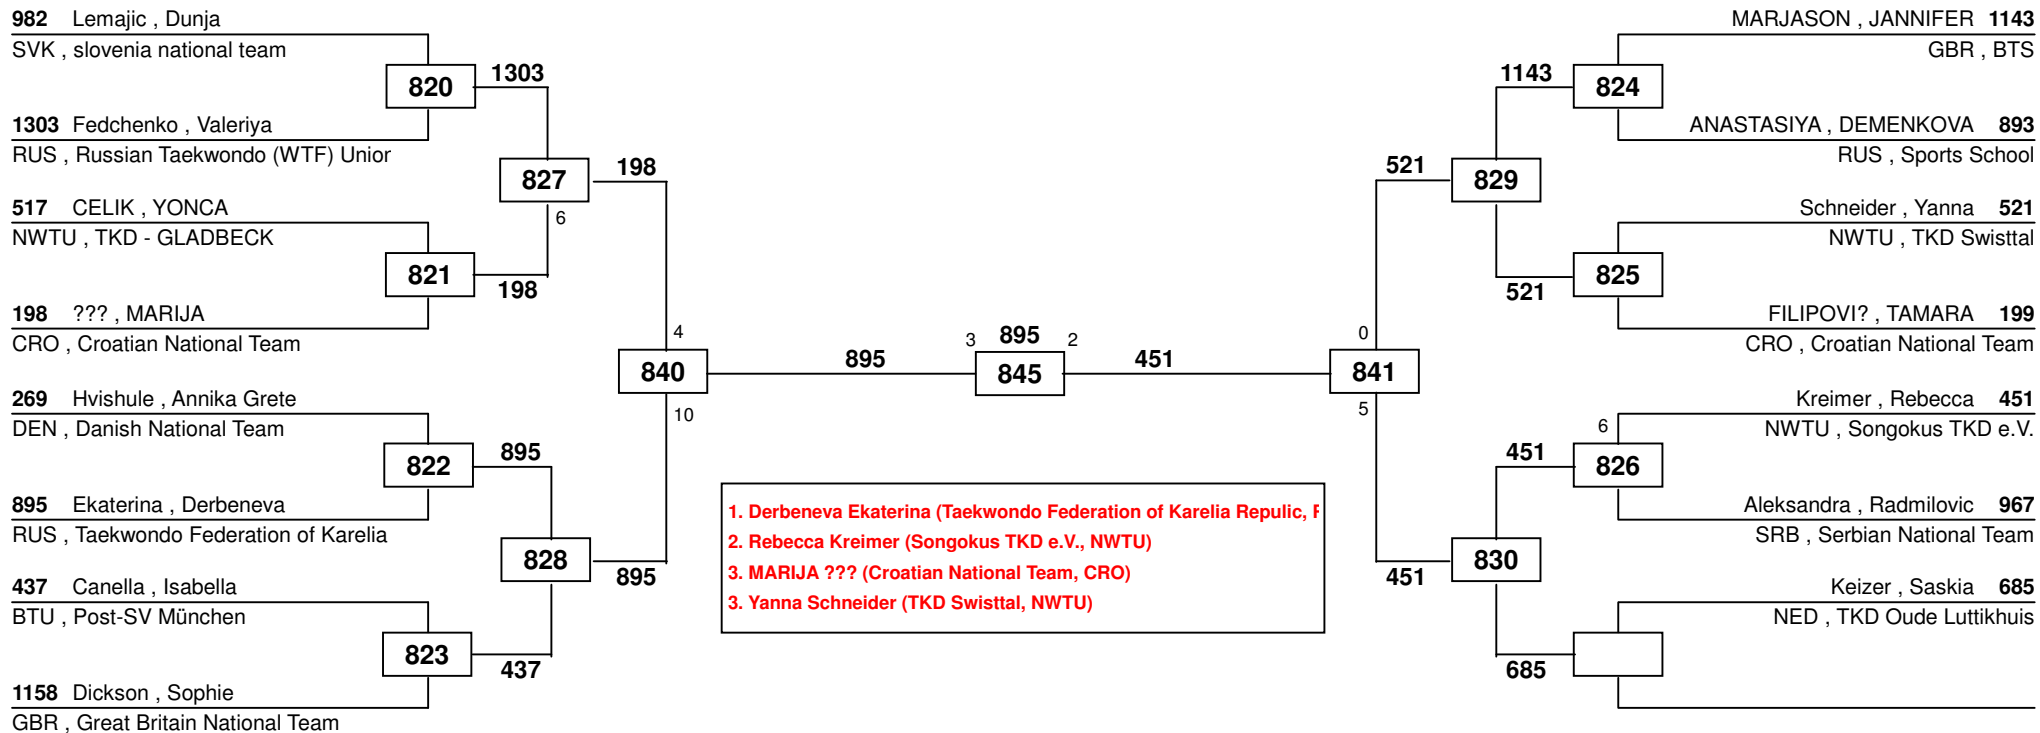 982 Lemajic , Dunja
SVK , slovenia national team
820
1303
1303 Fedchenko , Valeriya
RUS , Russian Taekwondo (WTF) Unior
827
198
6
517 CELIK , YONCA
NWTU , TKD - GLADBECK
821
198
198 ??? , MARIJA
CRO , Croatian National Team
4
840
10
895
269 Hvishule , Annika Grete
DEN , Danish National Team
822
895
895 Ekaterina , Derbeneva
RUS , Taekwondo Federation of Karelia
828
895
437 Canella , Isabella
BTU , Post-SV München
823
437
1158 Dickson , Sophie
GBR , Great Britain National Team
3 895 2
845
451
1. Derbeneva Ekaterina (Taekwondo Federation of Karelia Repulic, F
2. Rebecca Kreimer (Songokus TKD e.V., NWTU)
3. MARIJA ??? (Croatian National Team, CRO)
3. Yanna Schneider (TKD Swisttal, NWTU)
MARJASON , JANNIFER 1143
GBR , BTS
1143
824
ANASTASIYA , DEMENKOVA 893
RUS , Sports School
521
829
Schneider , Yanna 521
NWTU , TKD Swisttal
825
521
FILIPOVI? , TAMARA 199
CRO , Croatian National Team
0
841
5
Kreimer , Rebecca 451
NWTU , Songokus TKD e.V.
6
451
826
Aleksandra , Radmilovic 967
SRB , Serbian National Team
830
451
Keizer , Saskia 685
NED , TKD Oude Luttikhuis
685